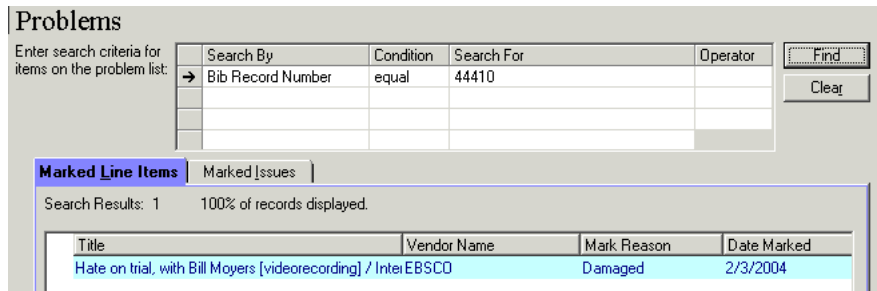 Problems
Enter search criteria for
items on the problem list:
Search By Condition Search For Operator
Bib Record Number equal 44410
Find
Clear
Marked Line Items Marked Issues
Search Results: 1 100% of records displayed.
Title Vendor Name Mark Reason Date Marked
Hate on trial, with Bill Moyers [videorecording] / Inter EBSCO Damaged 2/3/2004